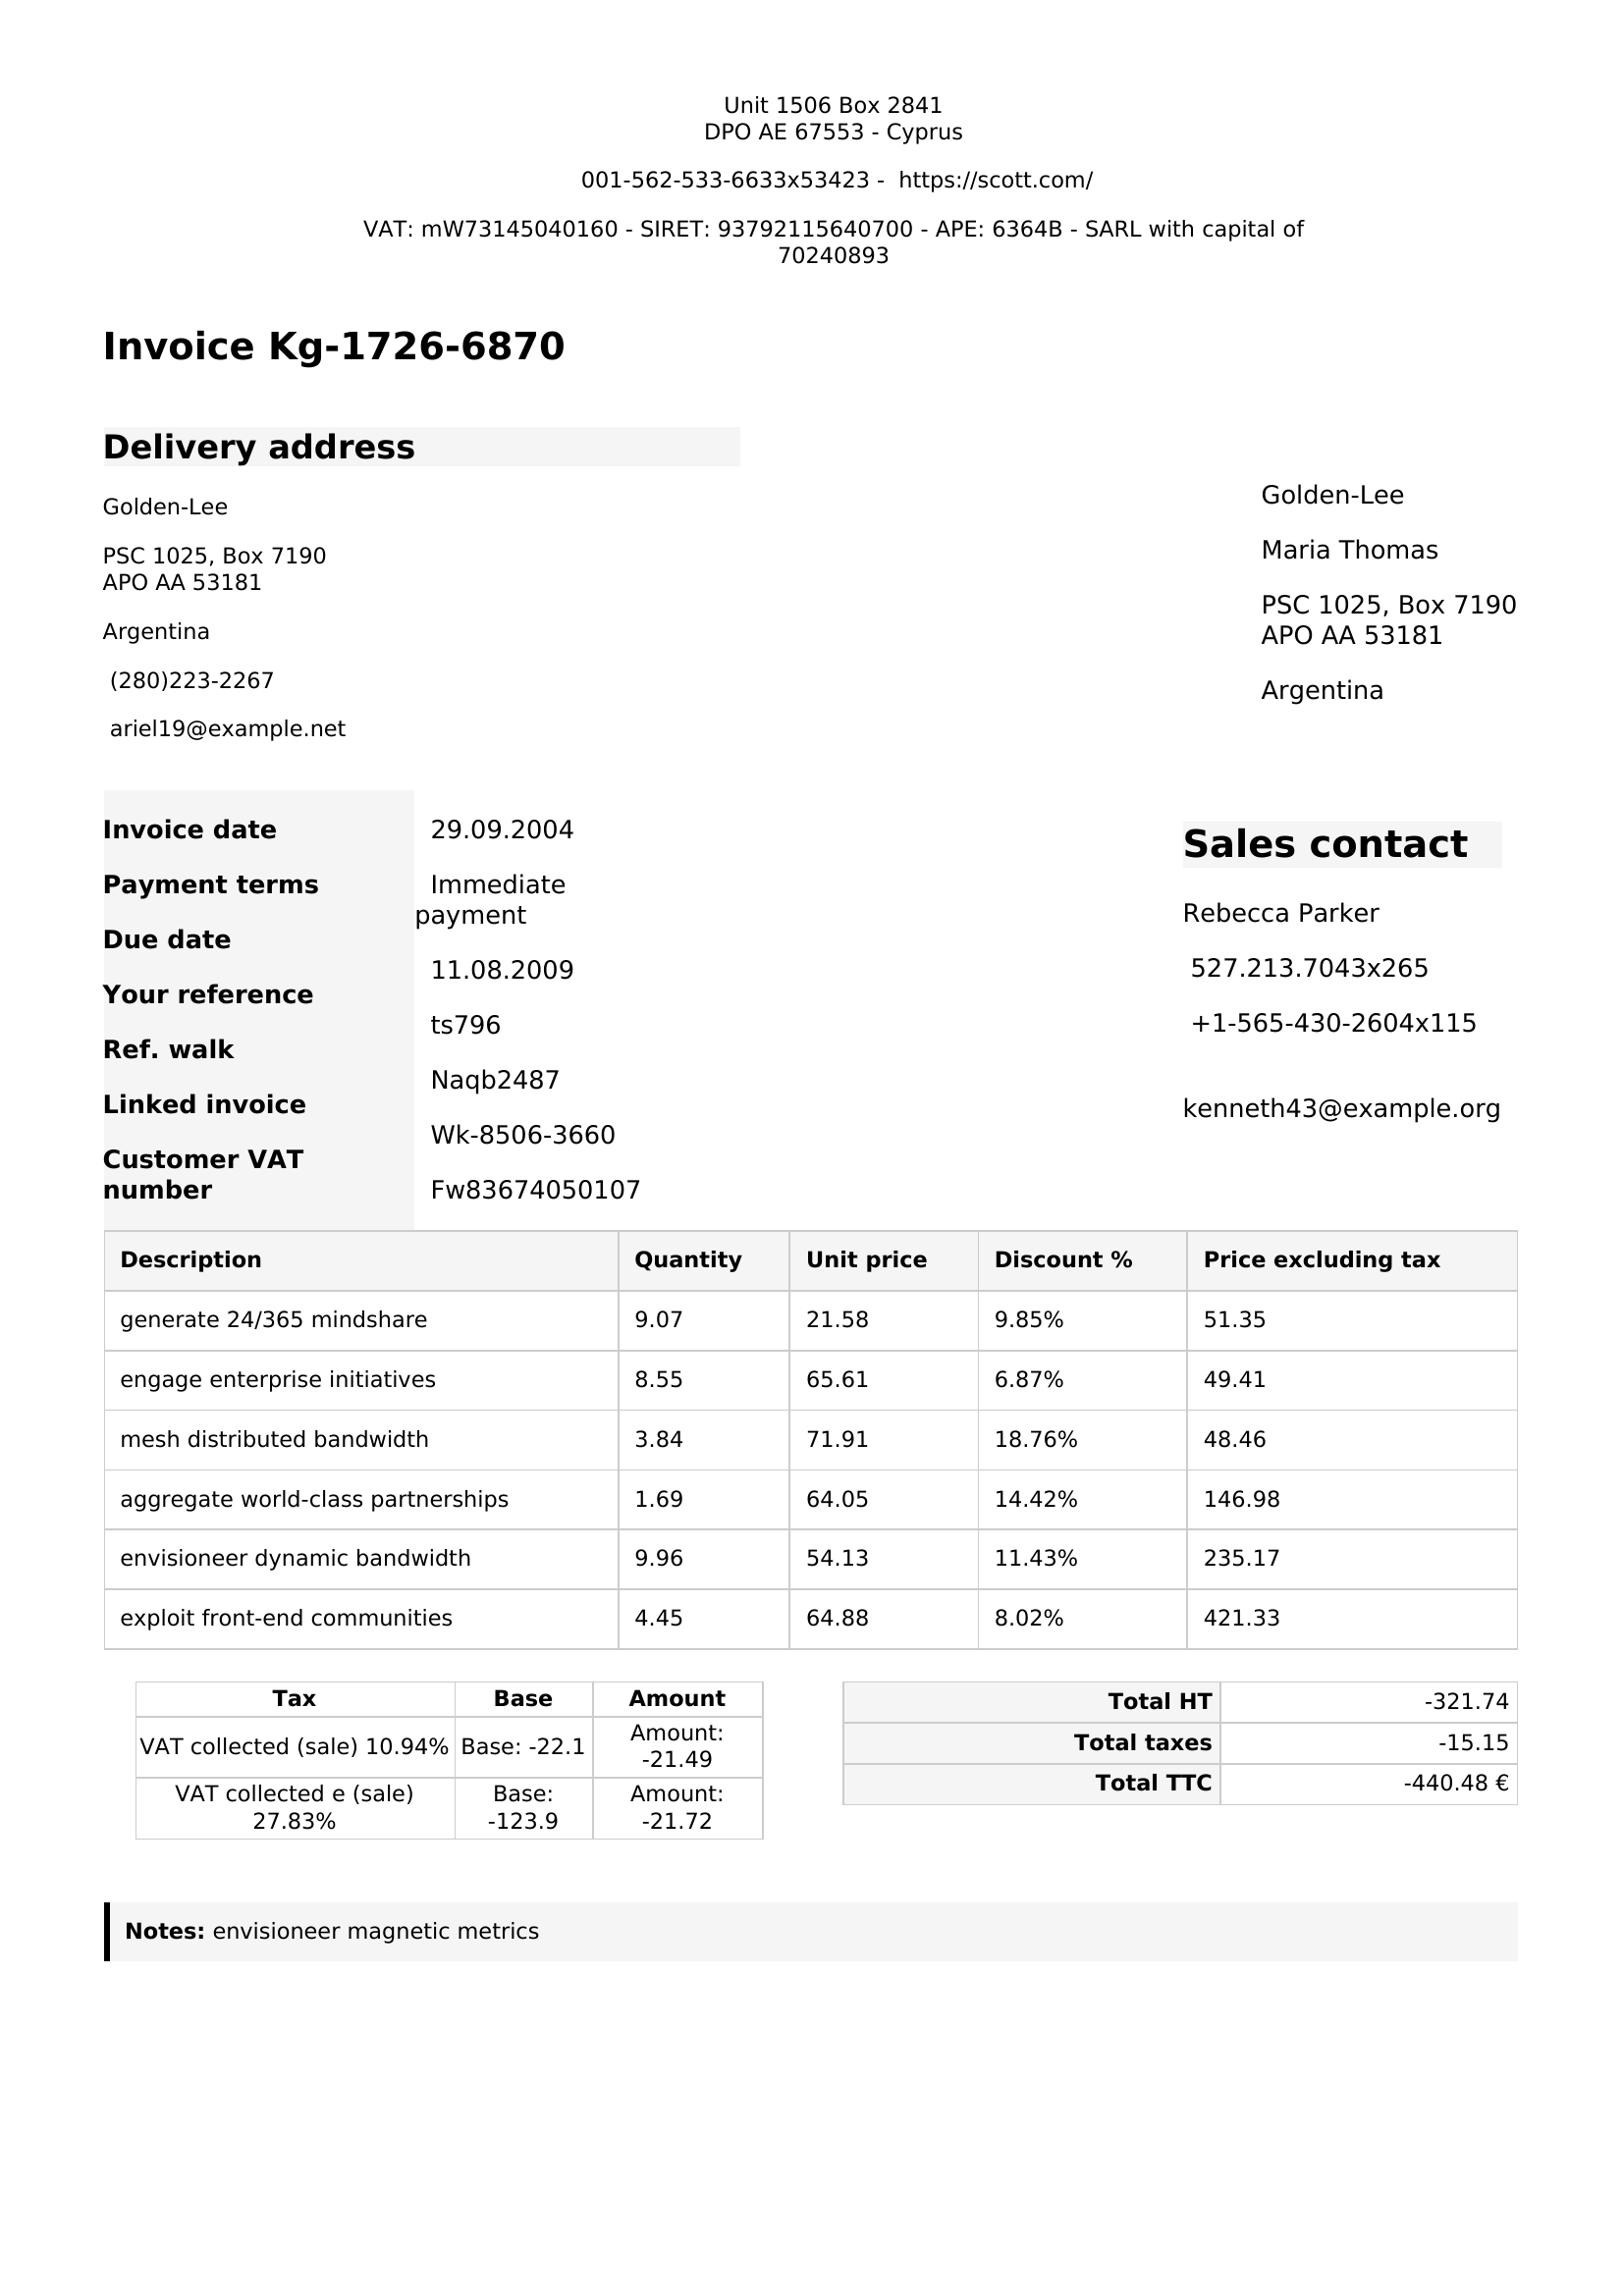 Unit 1506 Box 2841
DPO AE 67553 - Cyprus
001-562-533-6633x53423 -  https://scott.com/
VAT: mW73145040160 - SIRET: 93792115640700 - APE: 6364B - SARL with capital of
70240893
Invoice Kg-1726-6870
Delivery address
Golden-Lee
PSC 1025, Box 7190
APO AA 53181
Argentina
(280)223-2267
ariel19@example.net
Golden-Lee
Maria Thomas
PSC 1025, Box 7190
APO AA 53181
Argentina
Invoice date
Payment terms
Due date
Your reference
Ref. walk
Linked invoice
Customer VAT
number
29.09.2004
Immediate
payment
11.08.2009
ts796
Naqb2487
Wk-8506-3660
Fw83674050107
Sales contact
Rebecca Parker
527.213.7043x265
+1-565-430-2604x115
kenneth43@example.org
Description Quantity Unit price Discount % Price excluding tax
generate 24/365 mindshare 9.07 21.58 9.85% 51.35
engage enterprise initiatives 8.55 65.61 6.87% 49.41
mesh distributed bandwidth 3.84 71.91 18.76% 48.46
aggregate world-class partnerships 1.69 64.05 14.42% 146.98
envisioneer dynamic bandwidth 9.96 54.13 11.43% 235.17
exploit front-end communities 4.45 64.88 8.02% 421.33
Tax Base Amount
VAT collected (sale) 10.94% Base: -22.1 Amount:
-21.49
VAT collected e (sale) Base: Amount:
27.83% -123.9 -21.72
Total HT -321.74
Total taxes -15.15
Total TTC -440.48 €
Notes: envisioneer magnetic metrics